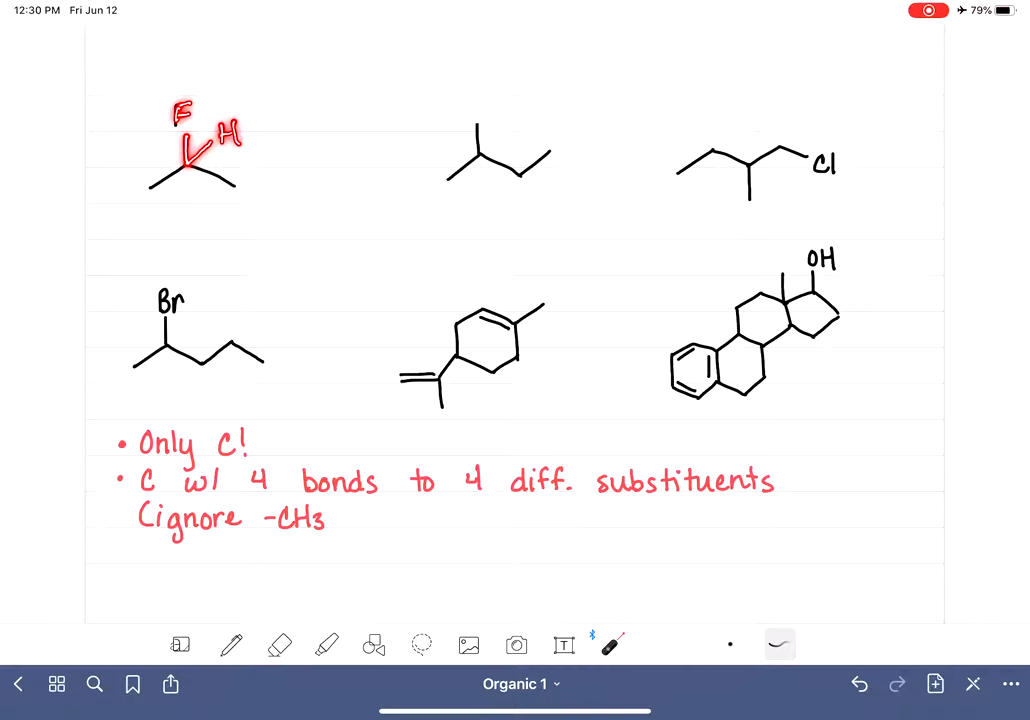 12:30 PM Fri Jun 12
79%
F
H
Cl
Br
OH
• Only C!
• C w/ 4 bonds to 4 diff. substituents
(ignore -CH3
T
Organic 1